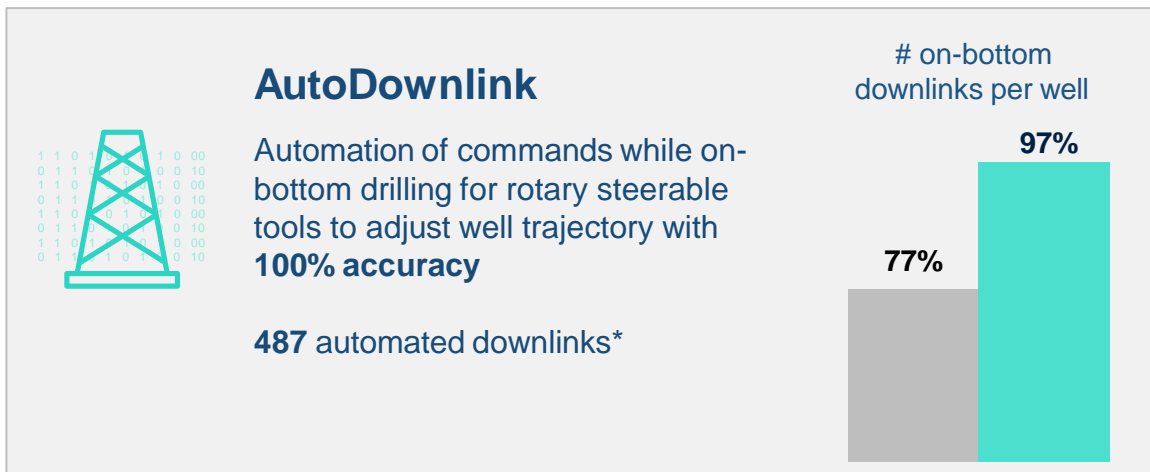 # on-bottom
downlinks per well
AutoDownlink
Automation of commands while on-
bottom drilling for rotary steerable
tools to adjust well trajectory with
100% accuracy
487 automated downlinks*
97%
77%